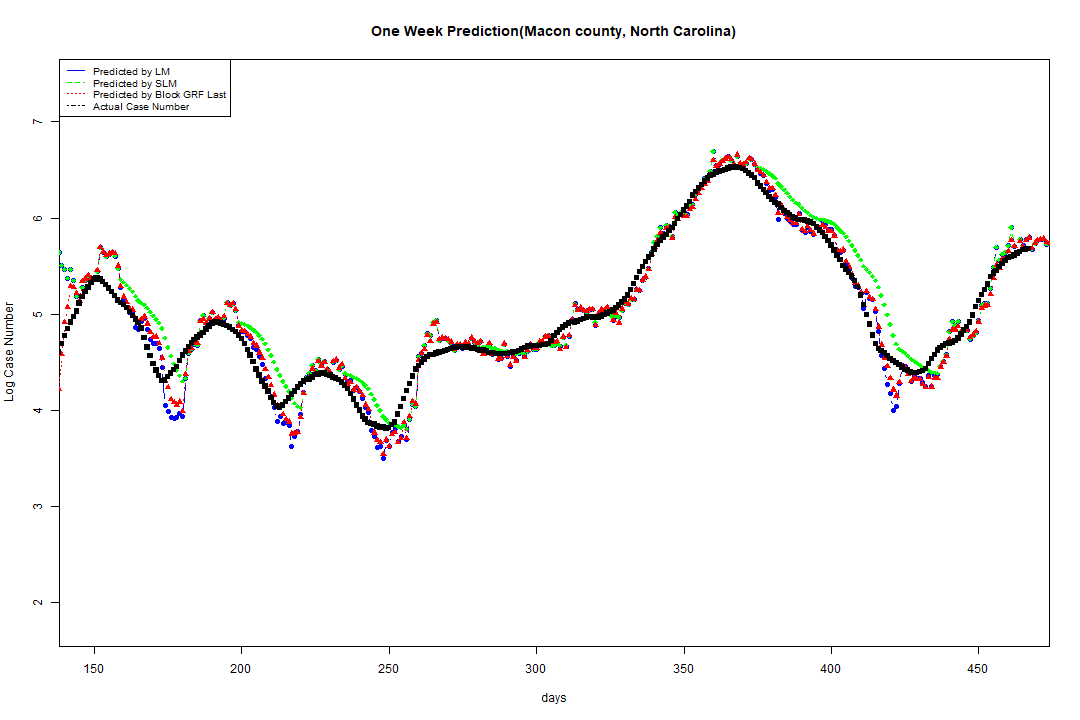 One Week Prediction(Macon county, North Carolina)
Predicted by LM
Predicted by SLM
Predicted by Block GRF Last
Actual Case Number
Log Case Number
7
6
5
4
3
2
150 200 250 300 350 400 450
days